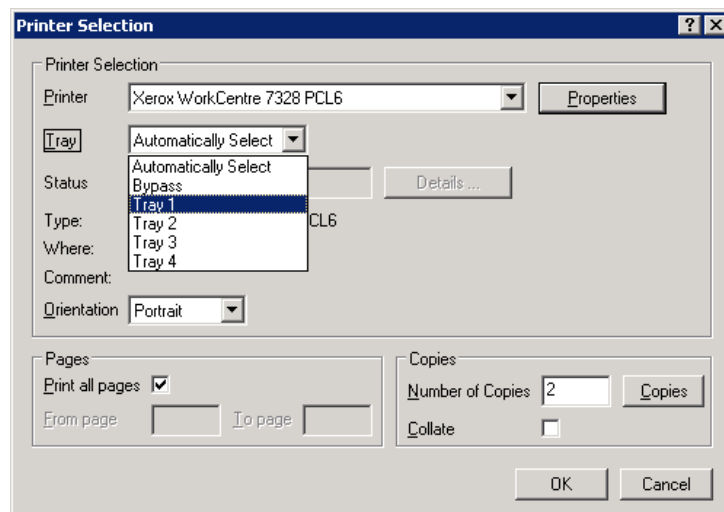 Printer Selection
Printer Selection
Printer Xerox WorkCentre 7328 PCL6 Properties
Tray Automatically Select
Automatically Select
Status Bypass Details ...
Tray 1
Type: Tray 2 CL6
Where: Tray 3
Tray 4
Comment:
Orientation Portrait
Pages Copies
Print all pages Number of Copies 2 Copies
From page To page Collate
OK Cancel